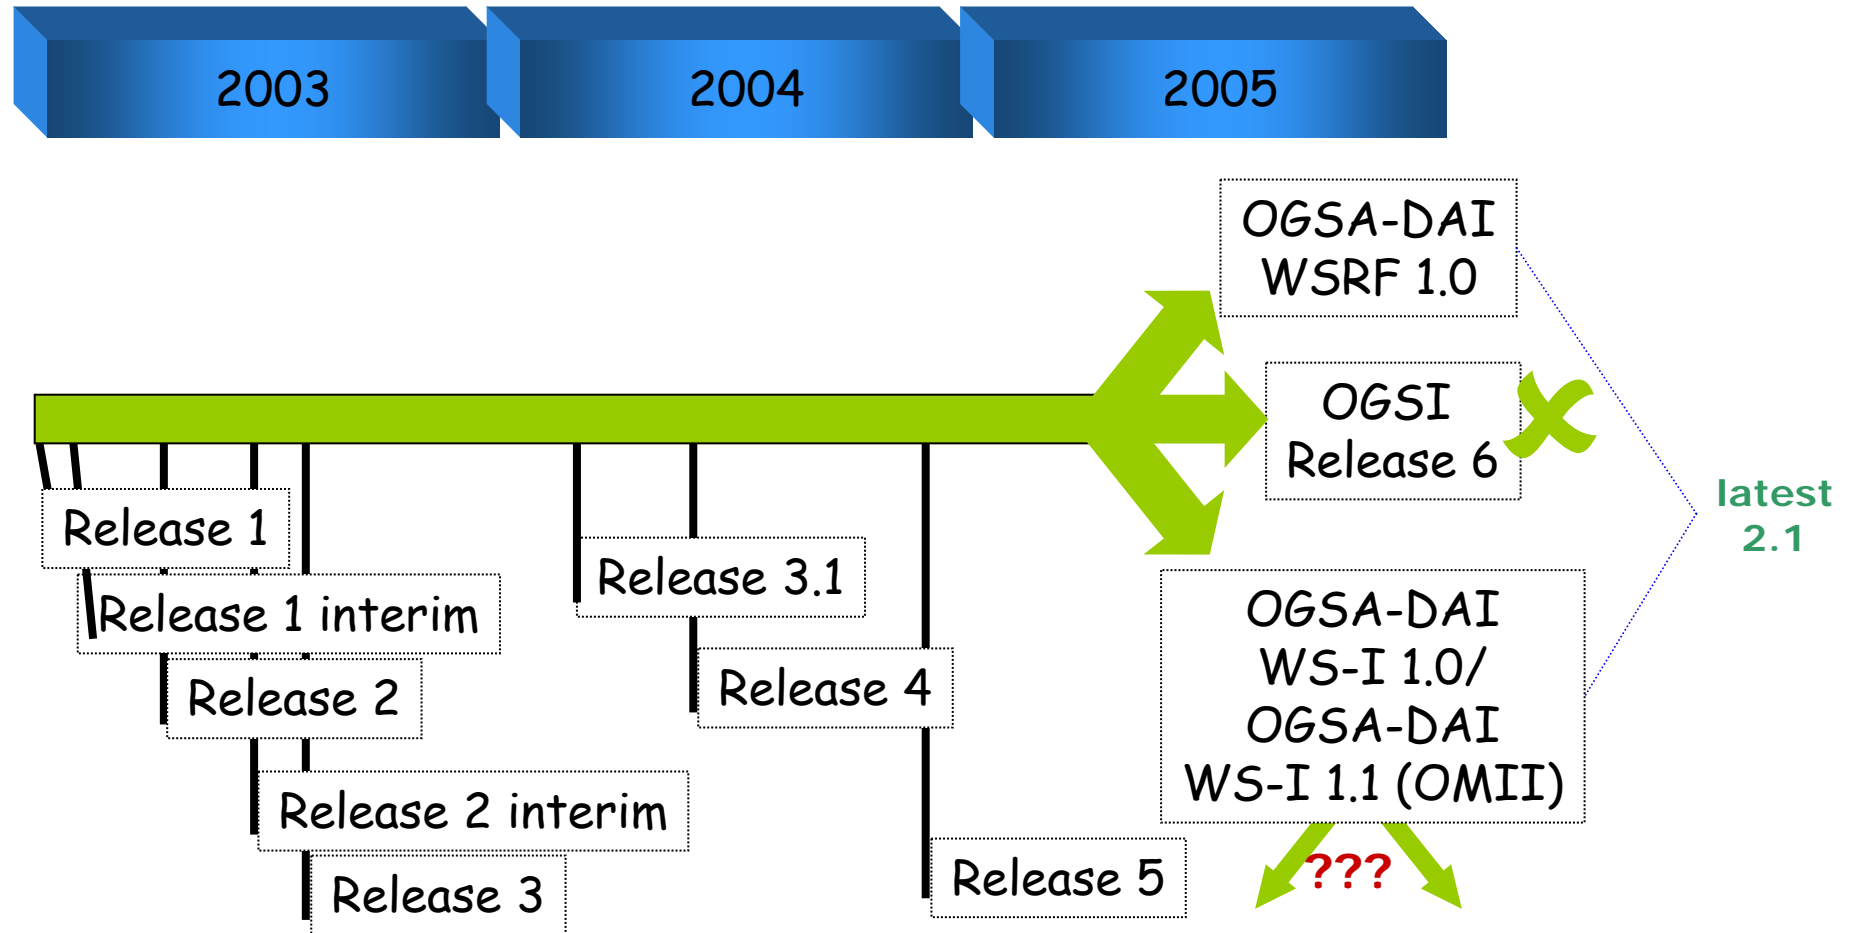 2003
2004
2005
OGSA-DAI
WSRF 1.0
OGSI
Release 6
latest
2.1
Release 1
Release 1 interim
Release 2
Release 2 interim
Release 3
Release 3.1
Release 4
Release 5
OGSA-DAI
WS-I 1.0/
OGSA-DAI
WS-I 1.1 (OMII)
???